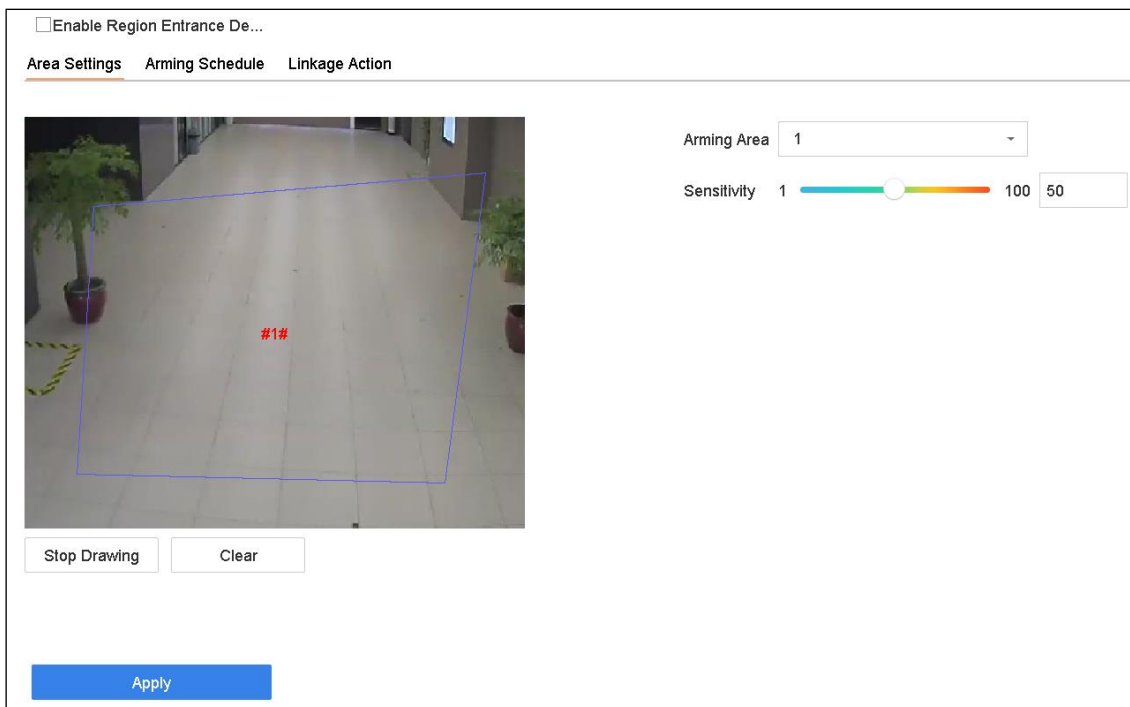 Enable Region Entrance De...
Area Settings Arming Schedule Linkage Action
Arming Area 1
Sensitivity 1 100 50
#1#
Stop Drawing Clear
Apply